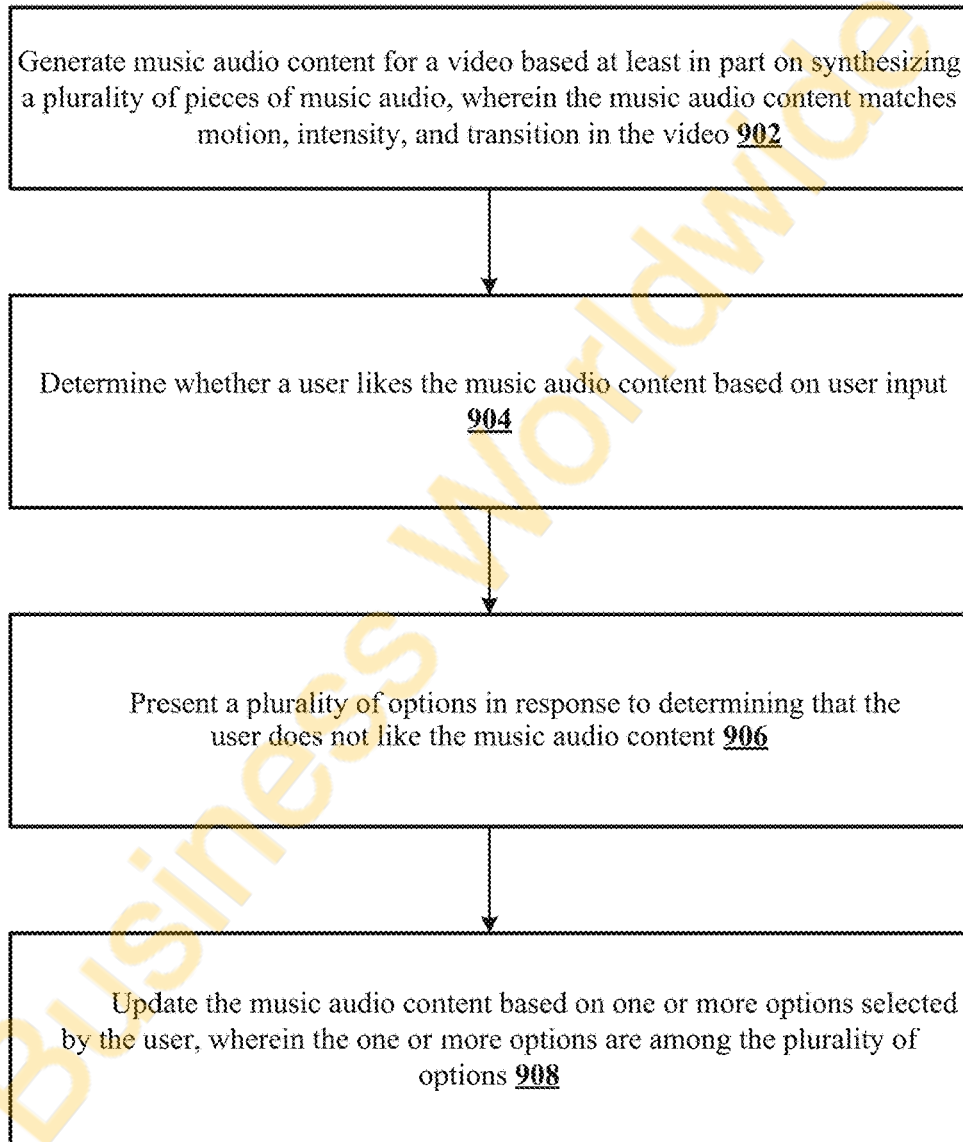 Generate music audio content for a video based at least in part on synthesizing
a plurality of pieces of music audio, wherein the music audio content matches
motion, intensity, and transition in the video 902
Determine whether a user likes the music audio content based on user input
904
Present a plurality of options in response to determining that the
user does not like the music audio content 906
Update the music audio content based on one or more options selected
by the user, wherein the one or more options are among the plurality of
options 908
Business Worldwide